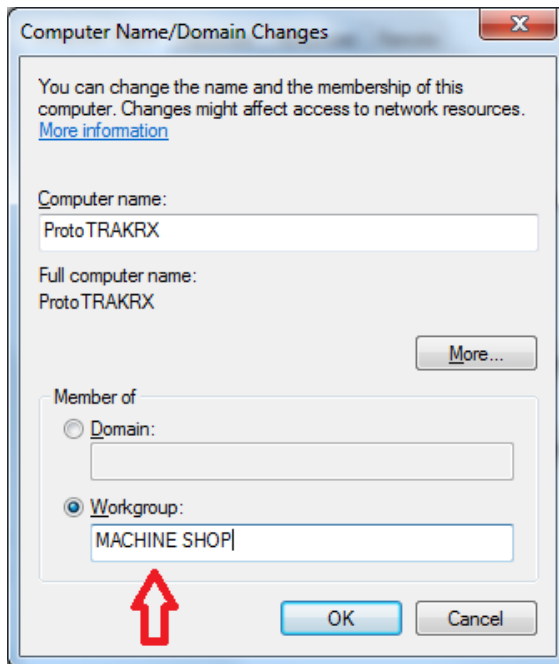 Computer Name/Domain Changes
You can change the name and the membership of this
computer. Changes might affect access to network resources.
More information
Computer name:
ProtoTRAKRX
Full computer name:
ProtoTRAKRX
More...
Member of
Domain:
Workgroup:
MACHINE SHOP
OK
Cancel